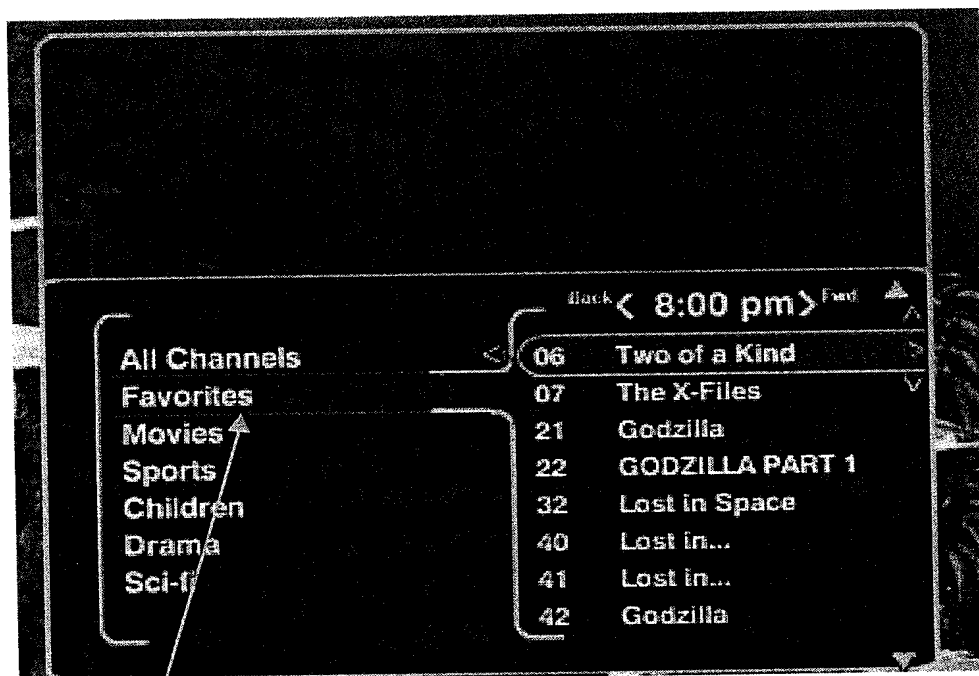 Back < 8:00 pm > Fwd
All Channels
Favorites
Movies
Sports
Children
Drama
Sci-fi
06 Two of a Kind
07 The X-Files
21 Godzilla
22 GODZILLA PART 1
32 Lost in Space
40 Lost in...
41 Lost in...
42 Godzilla